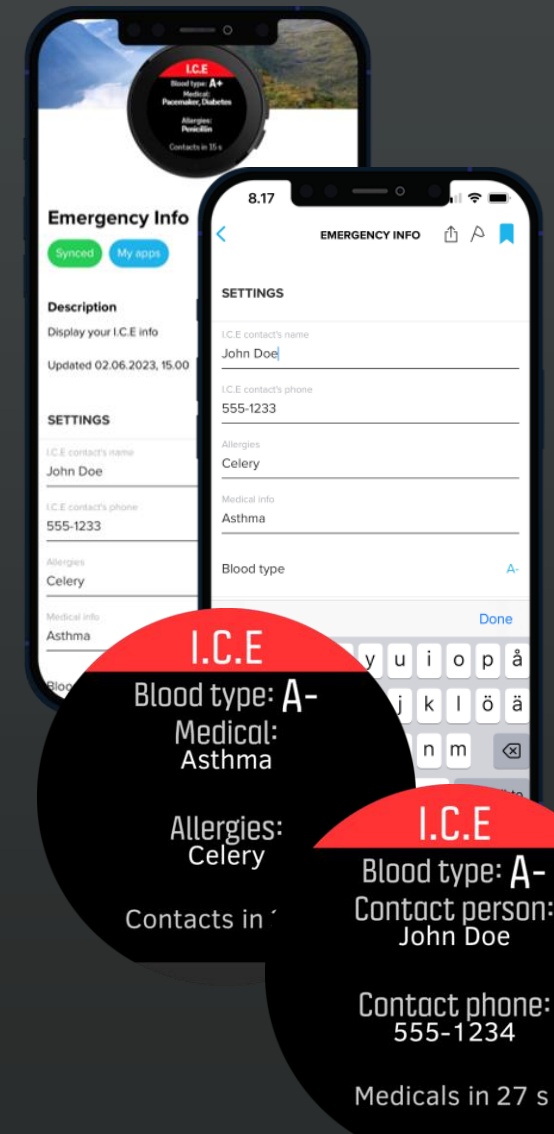 I.C.E
Blood type: A+
Medical:
Pacemaker, Diabetes
Allergies:
Penicillin
Contacts in 15 s
Emergency Info
Synced My apps
Description
Display your I.C.E info
Updated 02.06.2023, 15.00
SETTINGS
I.C.E contact's name
John Doe
I.C.E contact's phone
555-1233
Allergies
Celery
Medical info
Asthma
Bloo
8.17
EMERGENCY INFO
SETTINGS
I.C.E contact's name
John Doe
I.C.E contact's phone
555-1233
Allergies
Celery
Medical info
Asthma
Blood type A-
Done
y u i o p å
j k l ö ä
n m
I.C.E
Blood type: A-
Medical:
Asthma
Allergies:
Celery
Contacts in
I.C.E
Blood type: A-
Contact person:
John Doe
Contact phone:
555-1234
Medicals in 27 s